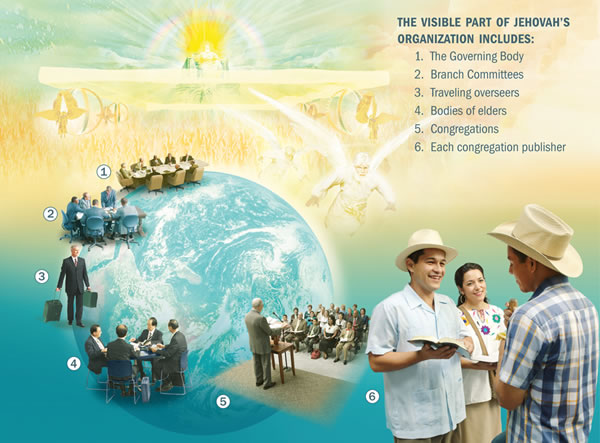 THE VISIBLE PART OF JEHOVAH'S
ORGANIZATION INCLUDES:
1. The Governing Body
2. Branch Committees
3. Traveling overseers
4. Bodies of elders
5. Congregations
6. Each congregation publisher
1
2
3
4
5
6